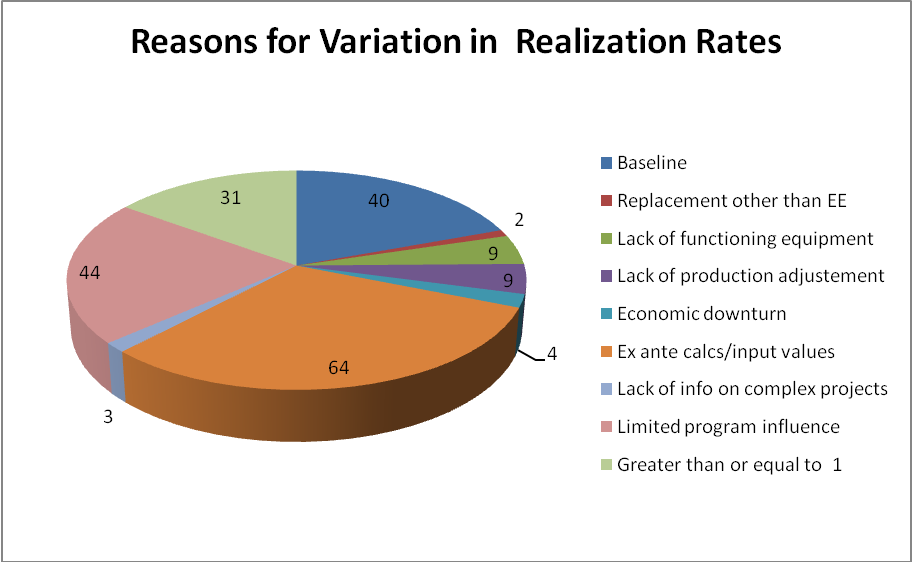 Reasons for Variation in  Realization Rates
40
2
9
9
4
64
3
44
31
Baseline
Replacement other than EE
Lack of functioning equipment
Lack of production adjustement
Economic downturn
Ex ante calcs/input values
Lack of info on complex projects
Limited program influence
Greater than or equal to  1